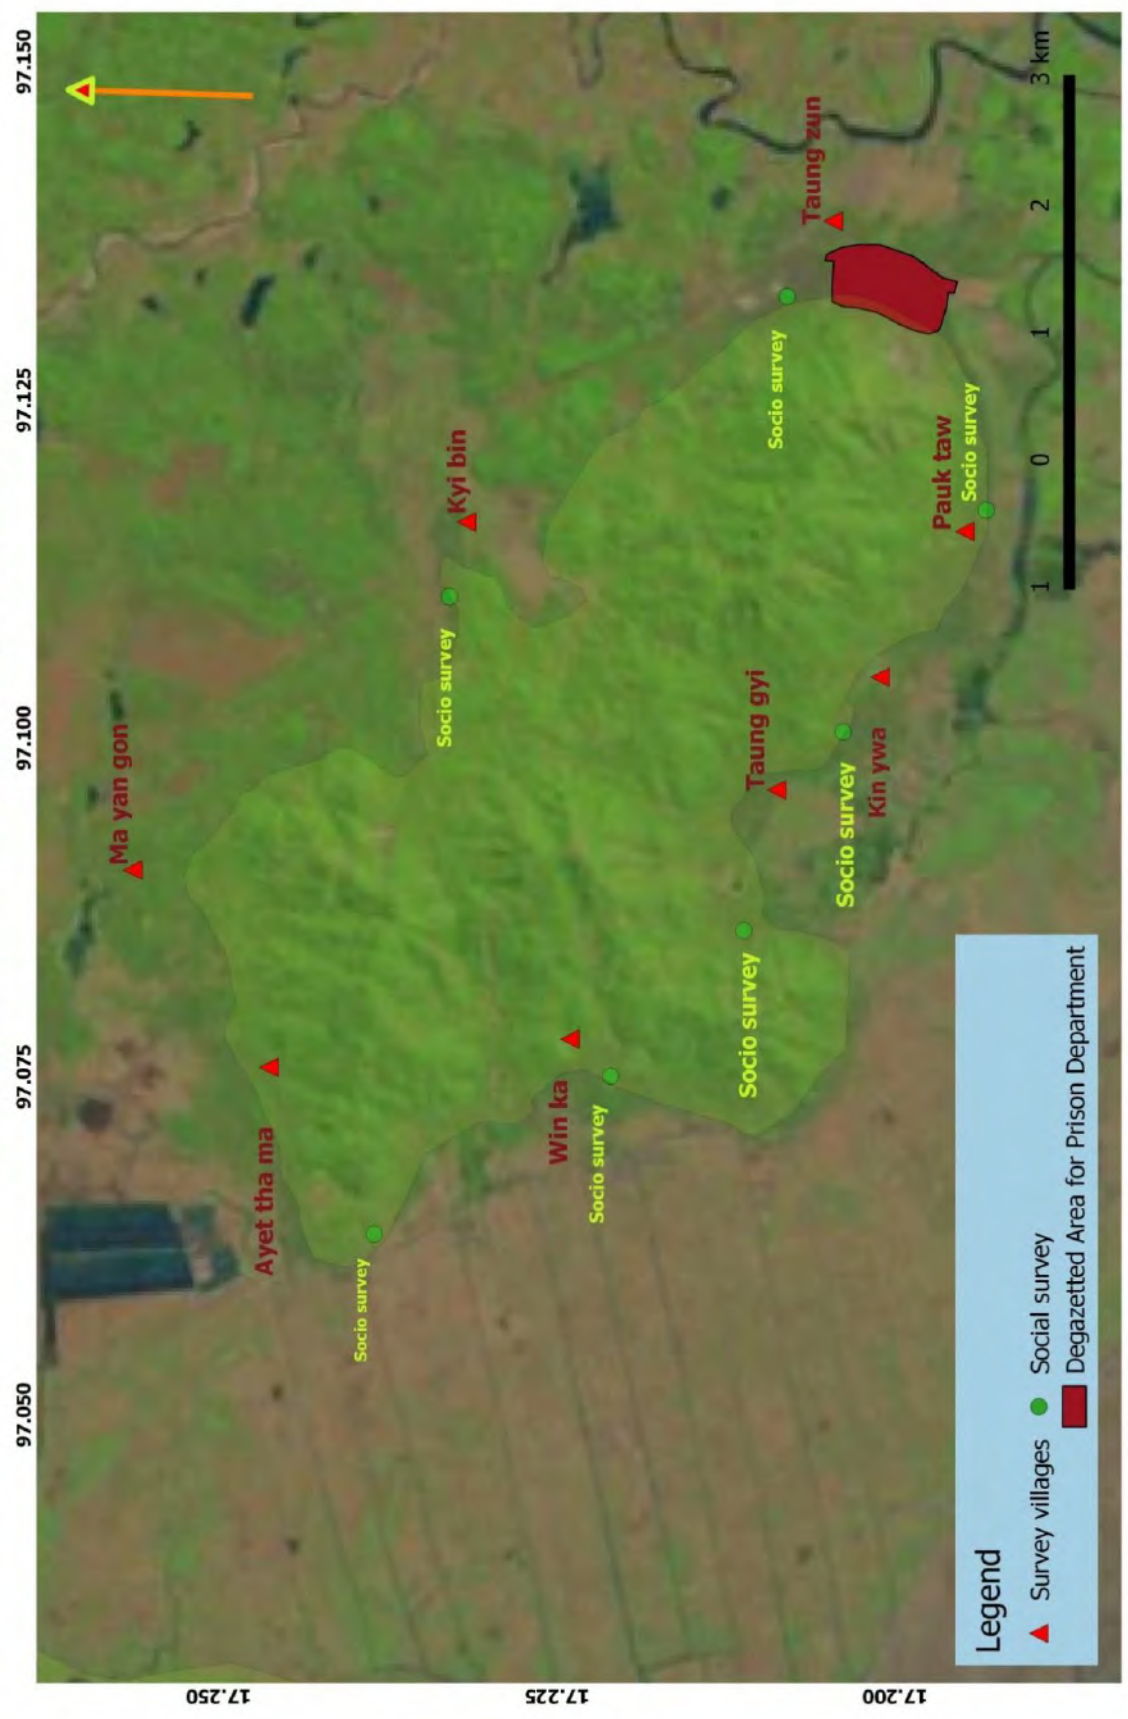 97.050
97.075
97.100
97.125
97.150
Ma yan gon
17.250
Ayet tha ma
Socio survey
Socio survey
Kyi bin
Win ka
17.225
Socio survey
Socio survey
Taung gyi
Socio survey
Taung zun
Socio survey
Kin ywa
17.200
Pauk taw
Socio survey
1 0 1 2 3 km
Legend
Survey villages
Social survey
Degazetted Area for Prison Department